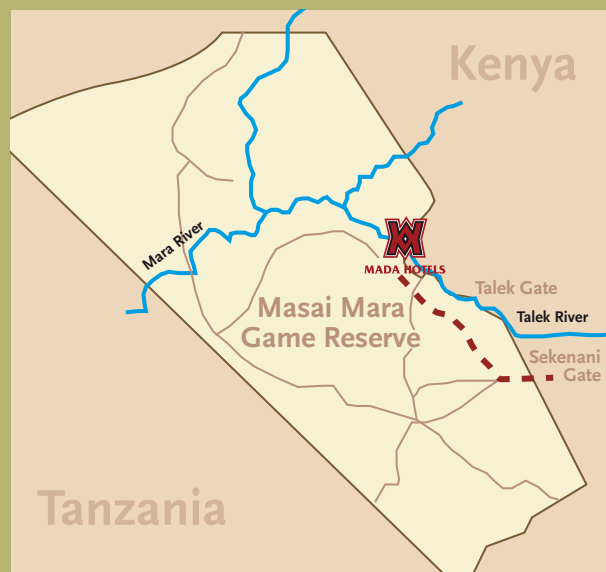 Kenya
Mara River
MADA HOTELS
Talek Gate
Masai Mara
Game Reserve
Talek River
Sekenani
Gate
Tanzania